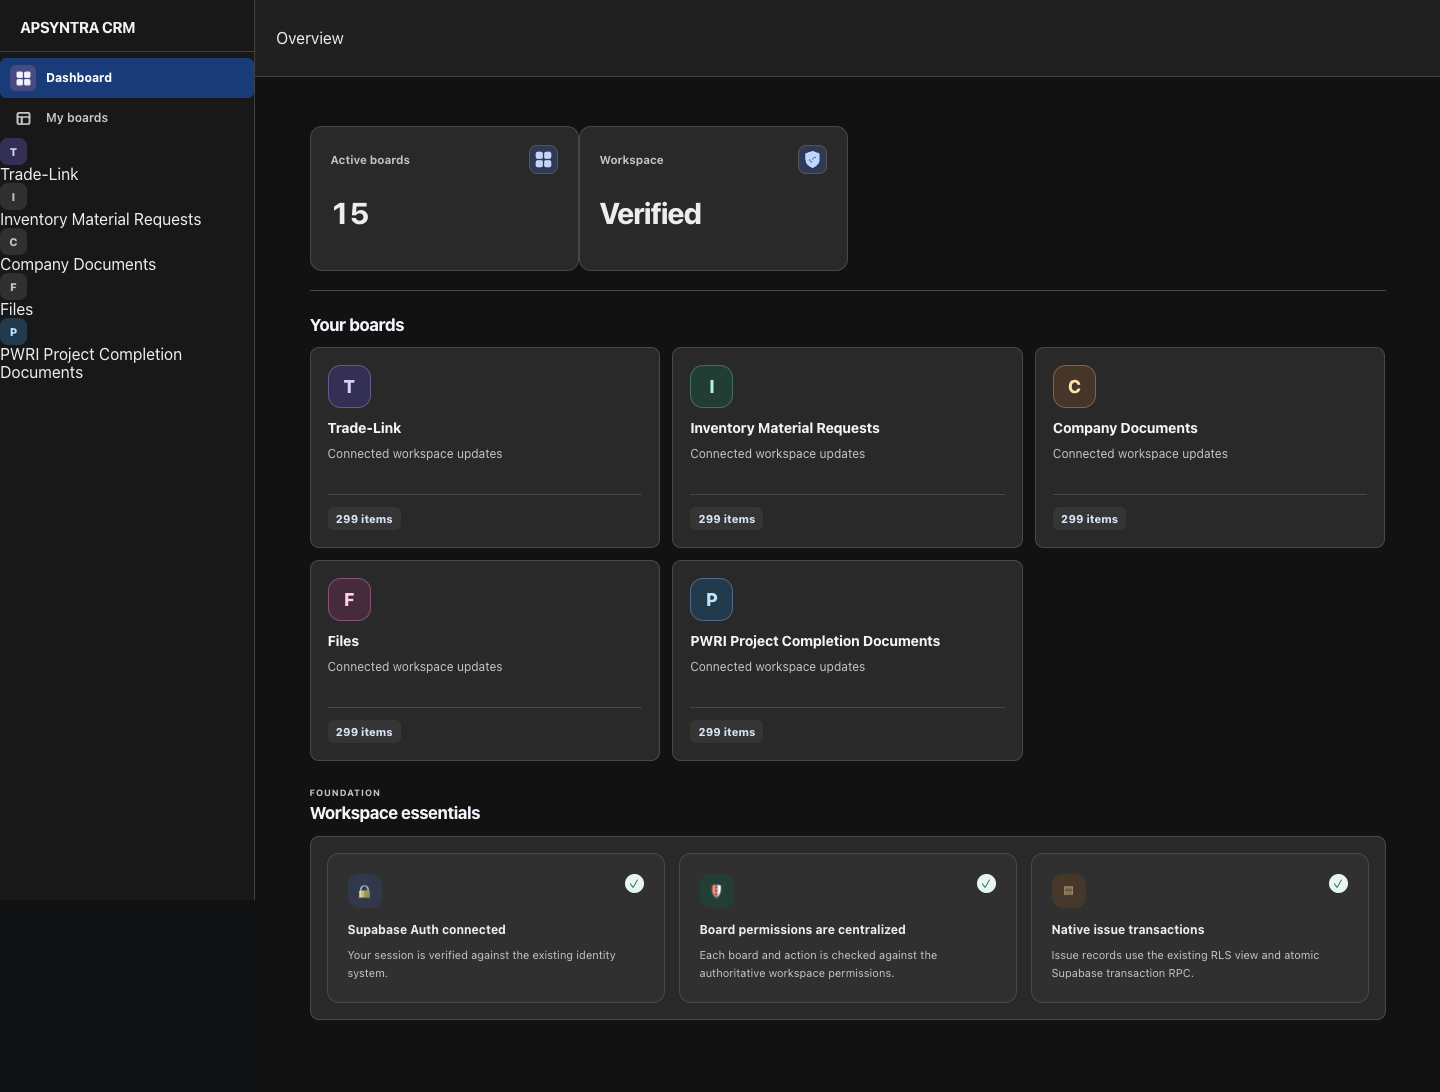 APSYNTRA CRM
Overview
Dashboard
My boards
T
Trade-Link
I
Inventory Material Requests
C
Company Documents
F
Files
P
PWRI Project Completion
Documents
Active boards
15
Workspace
Verified
Your boards
T
Trade-Link
Connected workspace updates
299 items
I
Inventory Material Requests
Connected workspace updates
299 items
C
Company Documents
Connected workspace updates
299 items
F
Files
Connected workspace updates
299 items
P
PWRI Project Completion Documents
Connected workspace updates
299 items
FOUNDATION
Workspace essentials
Supabase Auth connected
Your session is verified against the existing identity
system.
Board permissions are centralized
Each board and action is checked against the
authoritative workspace permissions.
Native issue transactions
Issue records use the existing RLS view and atomic
Supabase transaction RPC.